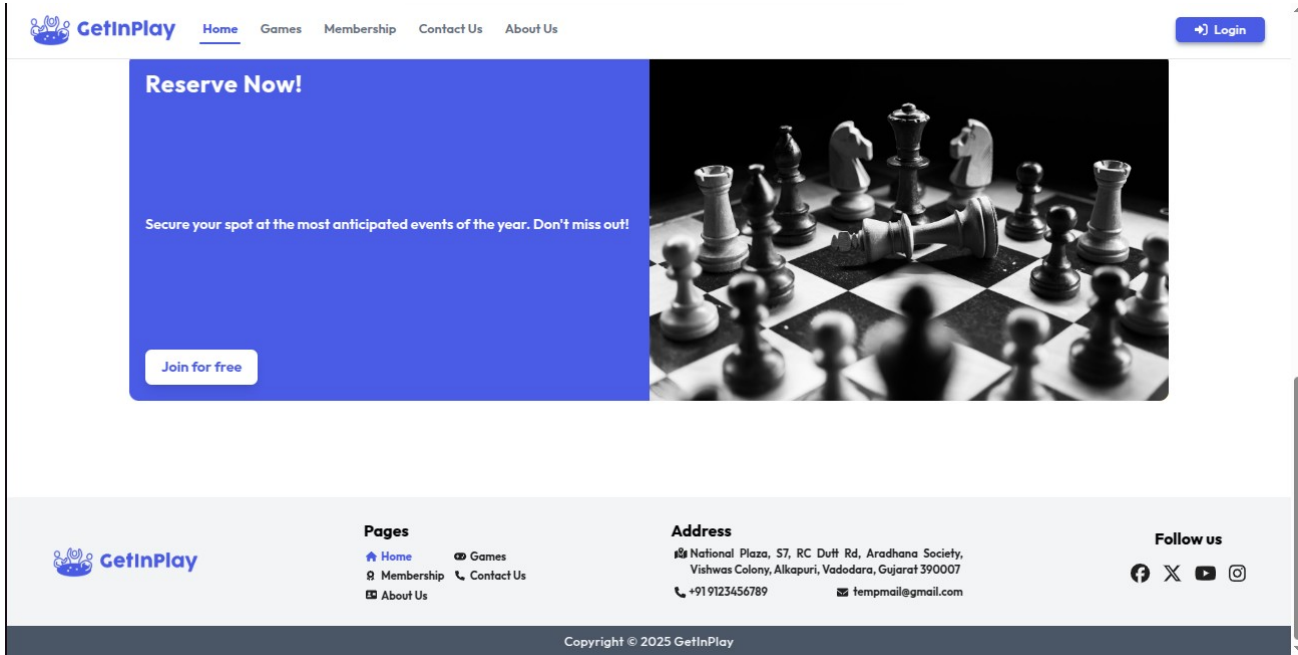 GetInPlay
Home
Games
Membership
Contact Us
About Us
Login
Reserve Now!
Secure your spot at the most anticipated events of the year. Don't miss out!
Join for free
GetInPlay
Pages
Home
Games
Membership
Contact Us
About Us
Address
National Plaza, S7, RC Dutt Rd, Aradhana Society,
Vishwas Colony, Alkapuri, Vadodara, Gujarat 390007
+91 9123456789
tempmail@gmail.com
Follow us
Copyright © 2025 GetInPlay